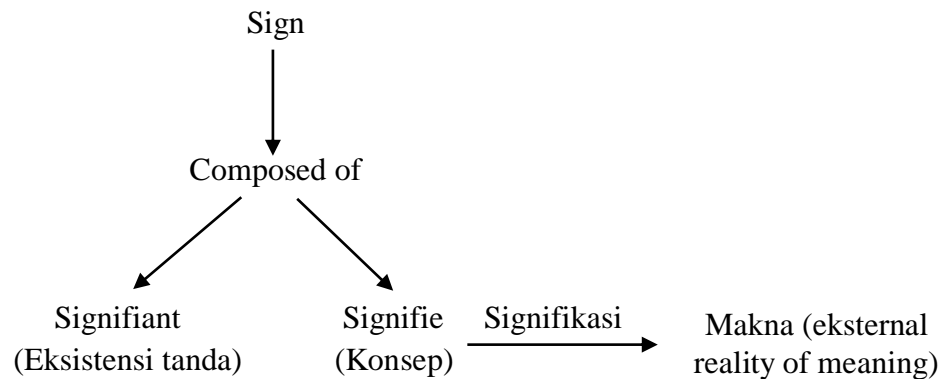 Sign
Composed of
Signifiant
(Eksistensi tanda)
Signifie
(Konsep)
Signifikasi
Makna (eksternal
reality of meaning)